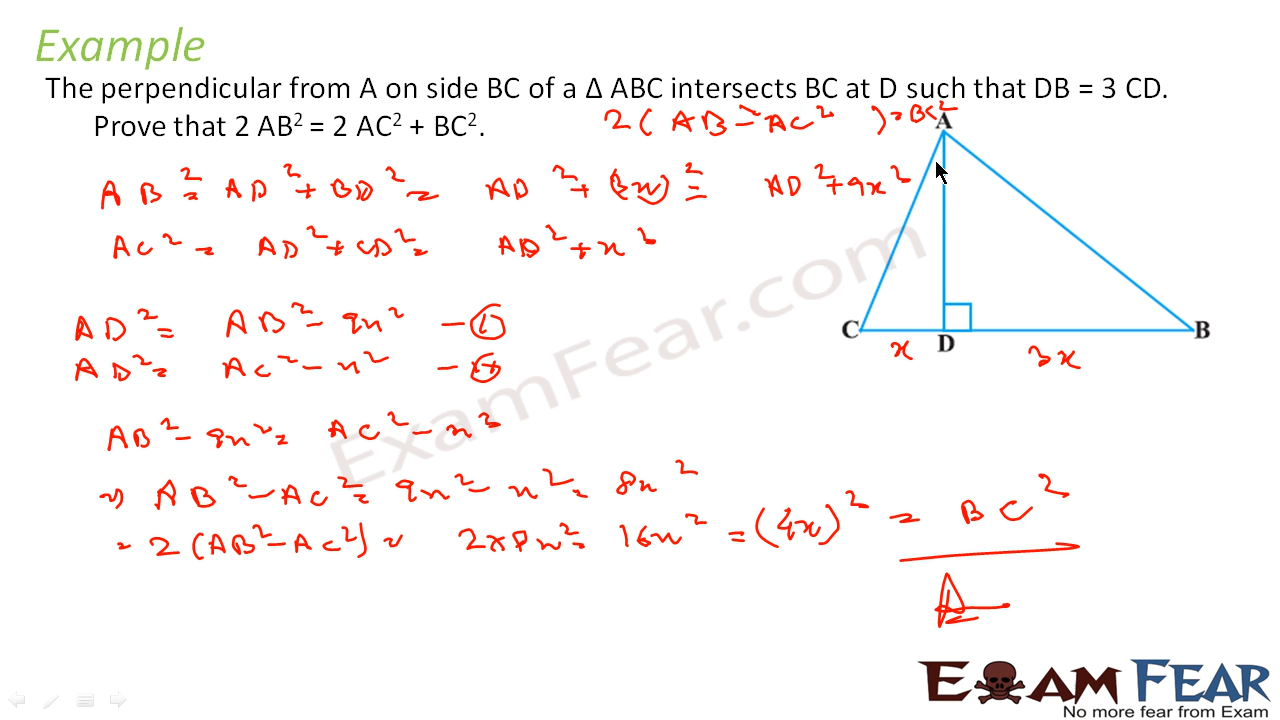 Example
The perpendicular from A on side BC of a Δ ABC intersects BC at D such that DB = 3 CD.
Prove that 2 AB² = 2 AC² + BC².
2 ( AB² - AC² ) = BC²
A
AB² = AD² + BD² = AD² + (3x)² = AD² + 9x²
AC² = AD² + CD² = AD² + x²
C D B
x 3x
AD² = AB² - 9x² - ①
AD² = AC² - x² -
AB² - 9x² = AC² - x²
⇒ AB² - AC² = 9x² - x² = 8x²
= 2 (AB² - AC²) = 2x8x² = 16x² = (4x)² = BC²
ExamFear.com
EXAM FEAR
No more fear from Exam